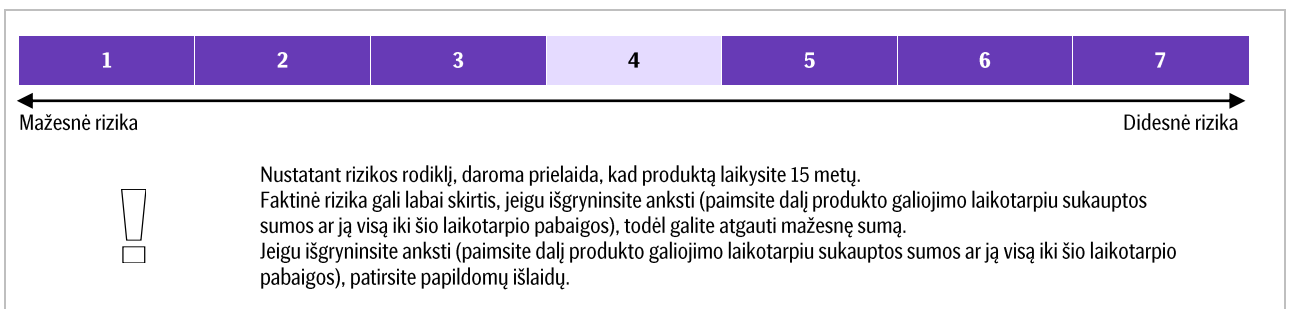 1 2 3 4 5 6 7
Mažesnė rizika Didesnė rizika
Nustatant rizikos rodiklį, daroma prielaida, kad produktą laikysite 15 metų.
Faktinė rizika gali labai skirtis, jeigu išgryninsite anksti (paimsite dalį produkto galiojimo laikotarpiu sukauptos
sumos ar ją visą iki šio laikotarpio pabaigos), todėl galite atgauti mažesnę sumą.
Jeigu išgryninsite anksti (paimsite dalį produkto galiojimo laikotarpiu sukauptos sumos ar ją visą iki šio laikotarpio
pabaigos), patirsite papildomų išlaidų.